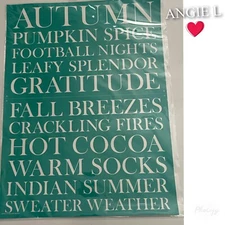 AUTUMN
PUMPKIN SPICE
FOOTBALL NIGHTS
LEAFY SPLENDOR
GRATITUDE
FALL BREEZES
CRACKLING FIRES
HOT COCOA
WARM SOCKS
INDIAN SUMMER
SWEATER WEATHER
ANGIE L